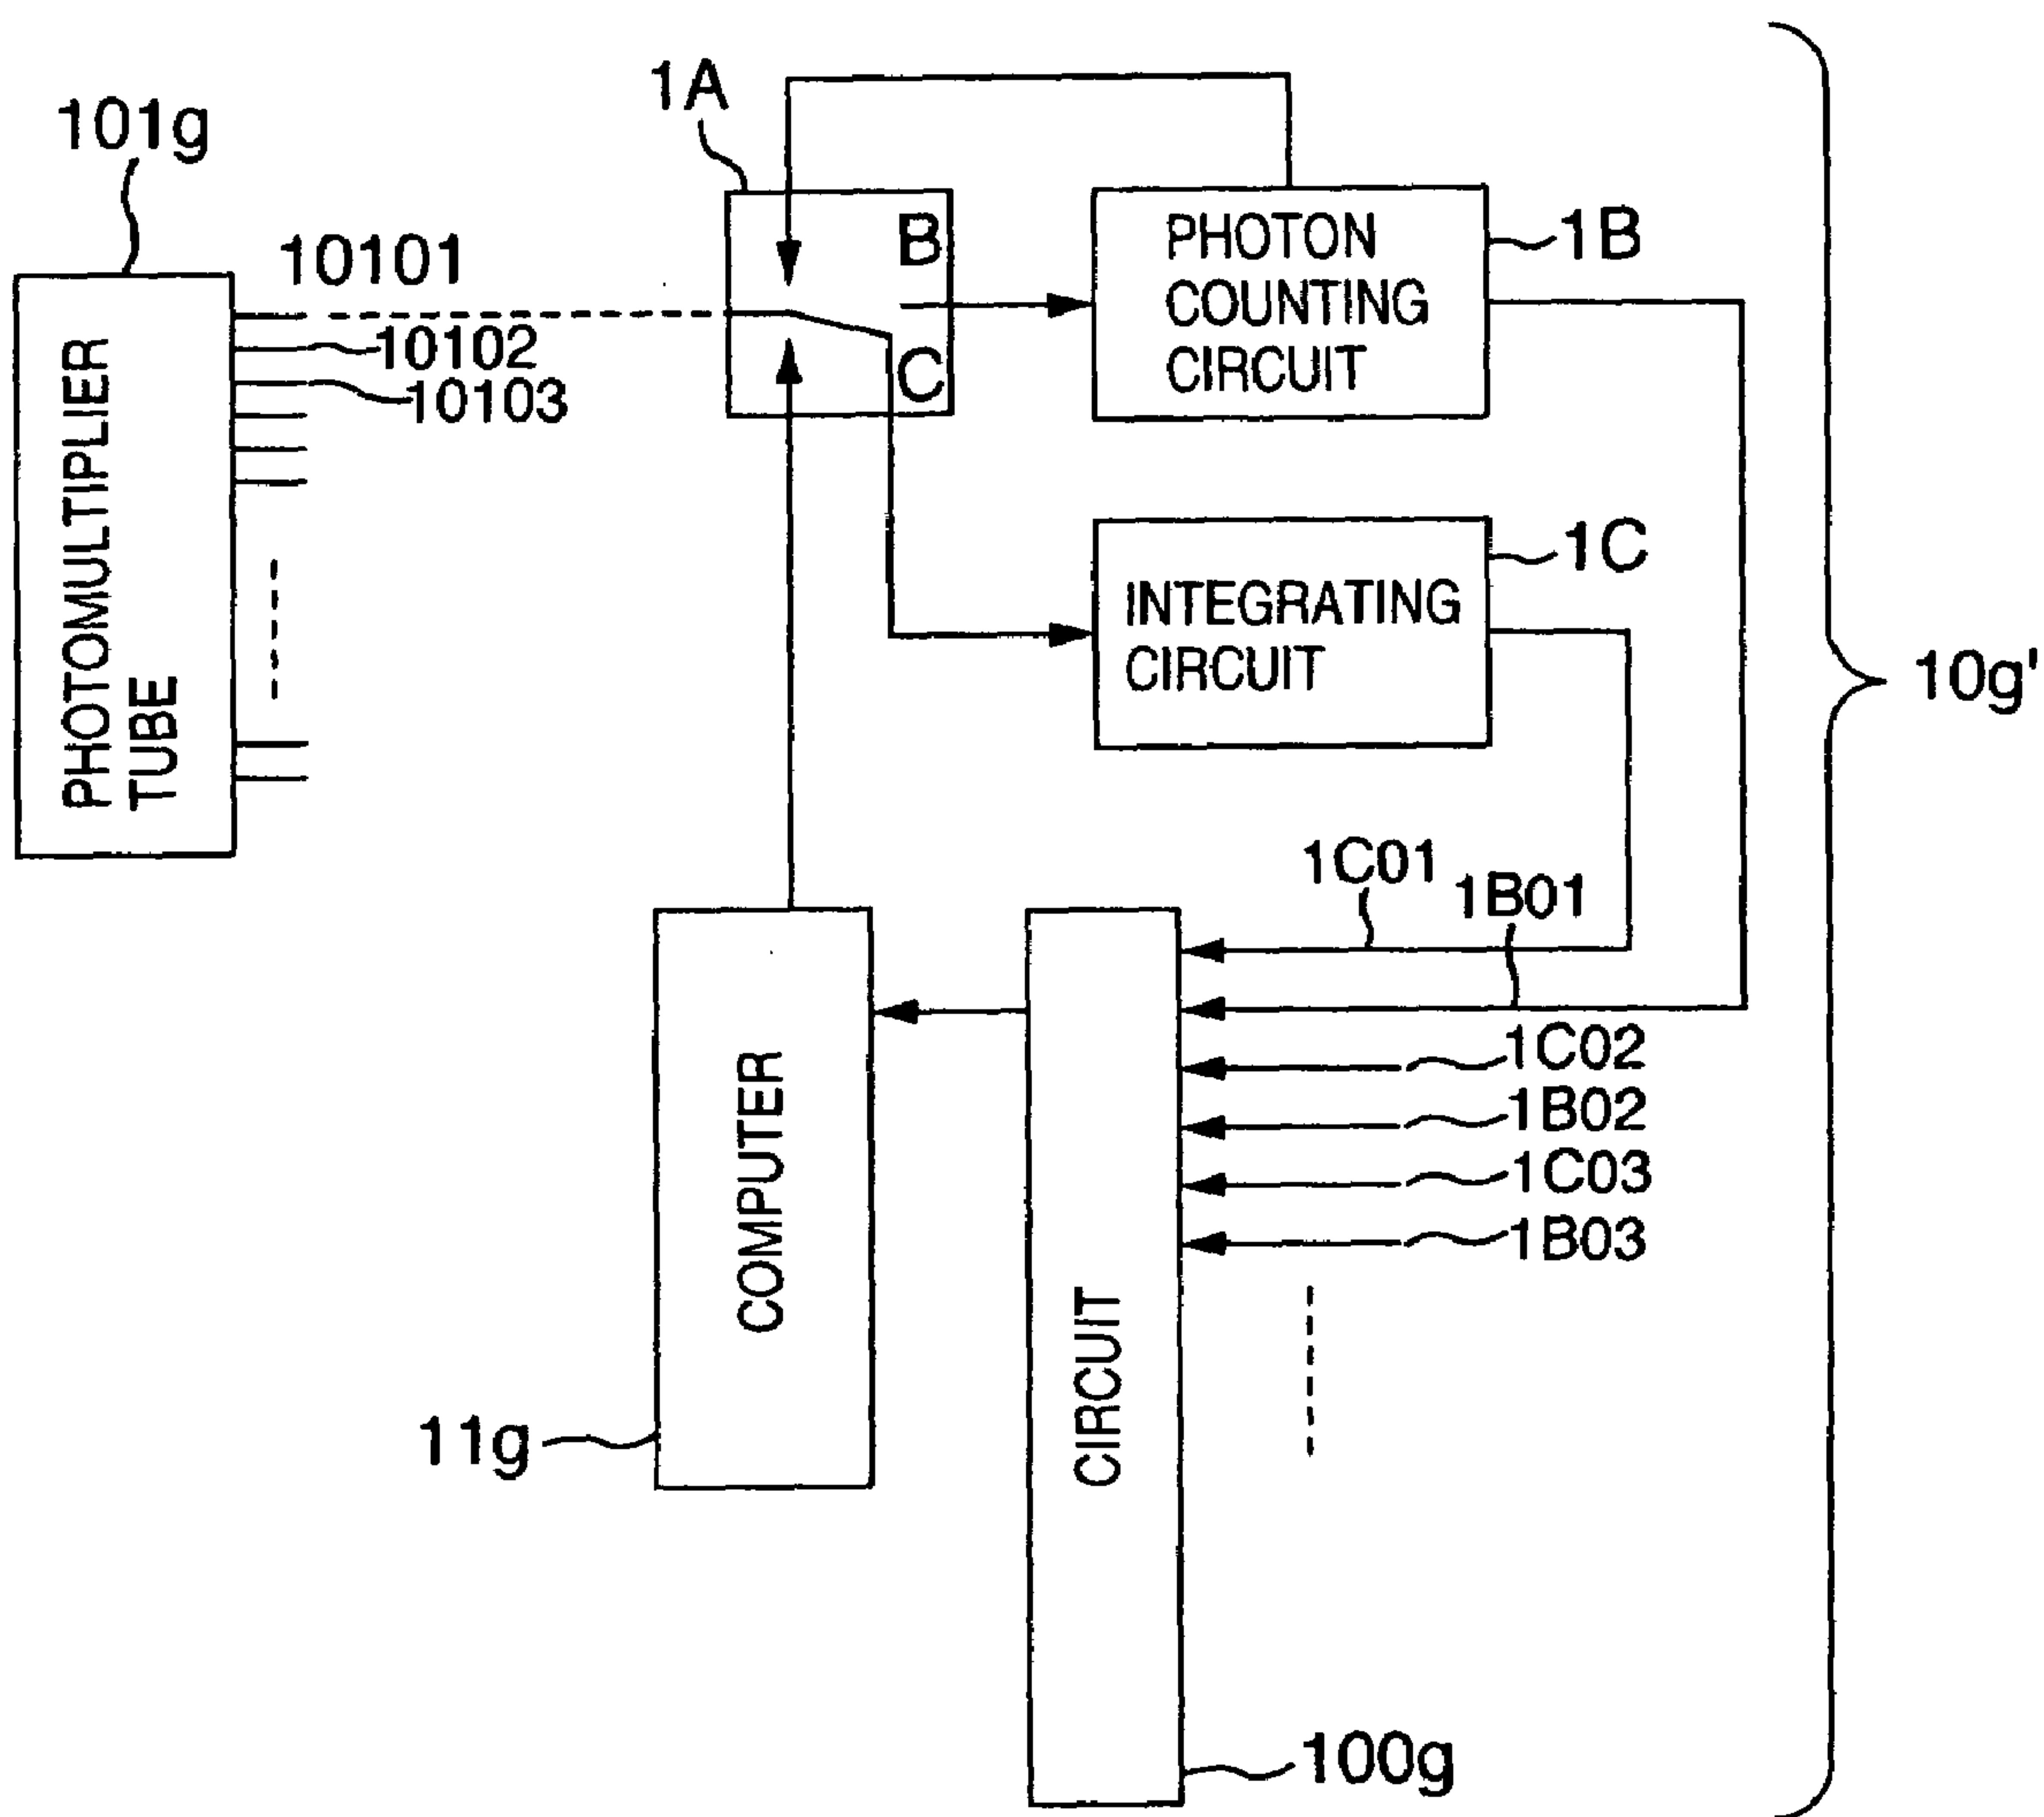 1A
101g
10101
10102
10103
PHOTOMULTIPLIER
TUBE
B
C
PHOTON
COUNTING
CIRCUIT
1B
INTEGRATING
CIRCUIT
1C
10g'
1C01
1B01
1C02
1B02
1C03
1B03
COMPUTER
CIRCUIT
11g
100g